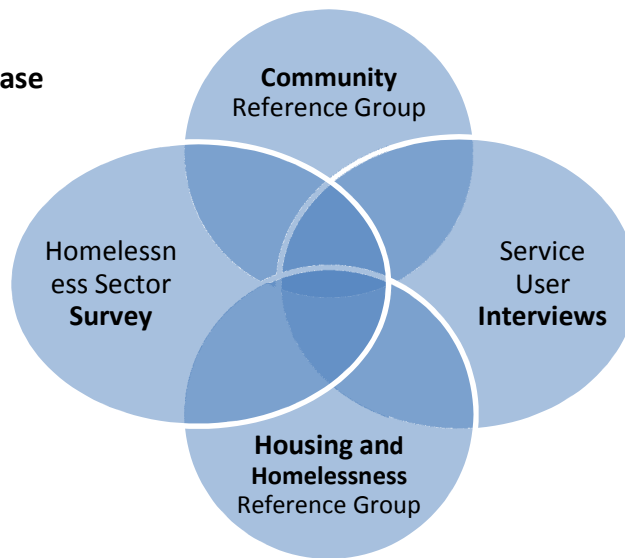 ase
Community
Reference Group
Homelessn
ess Sector
Survey
Service
User
Interviews
Housing and
Homelessness
Reference Group